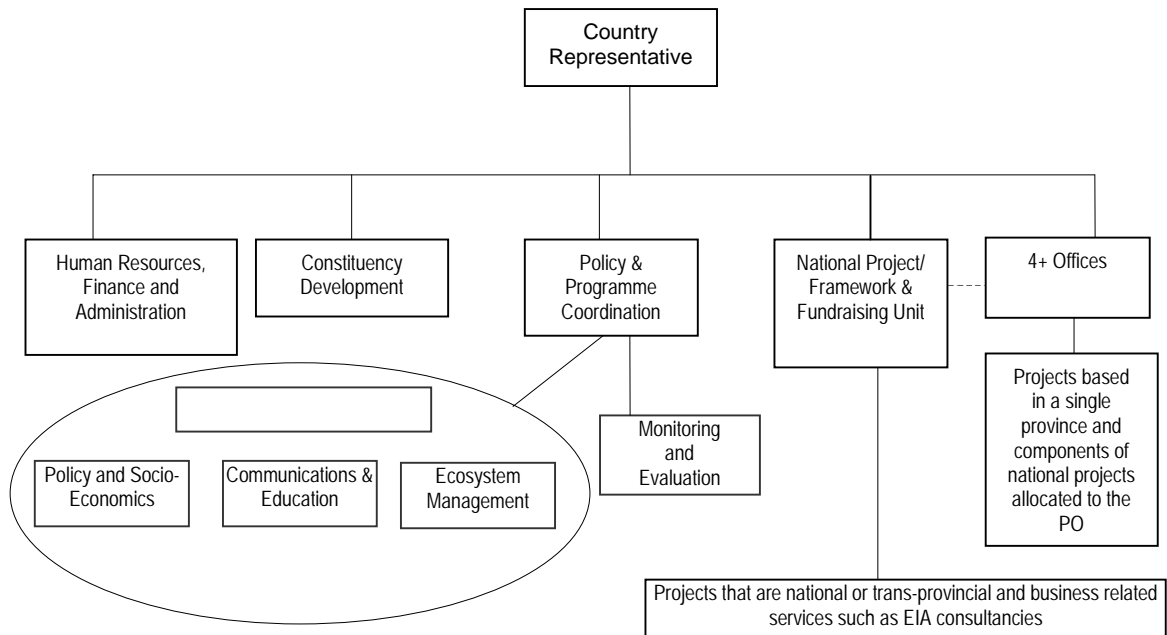 Country
Representative
Human Resources,
Finance and
Administration
Constituency
Development
Policy &
Programme
Coordination
National Project/
Framework &
Fundraising Unit
4+ Offices
Policy and Socio-
Economics
Communications &
Education
Ecosystem
Management
Monitoring
and
Evaluation
Projects based
in a single
province and
components of
national projects
allocated to the
PO
Projects that are national or trans-provincial and business related
services such as EIA consultancies